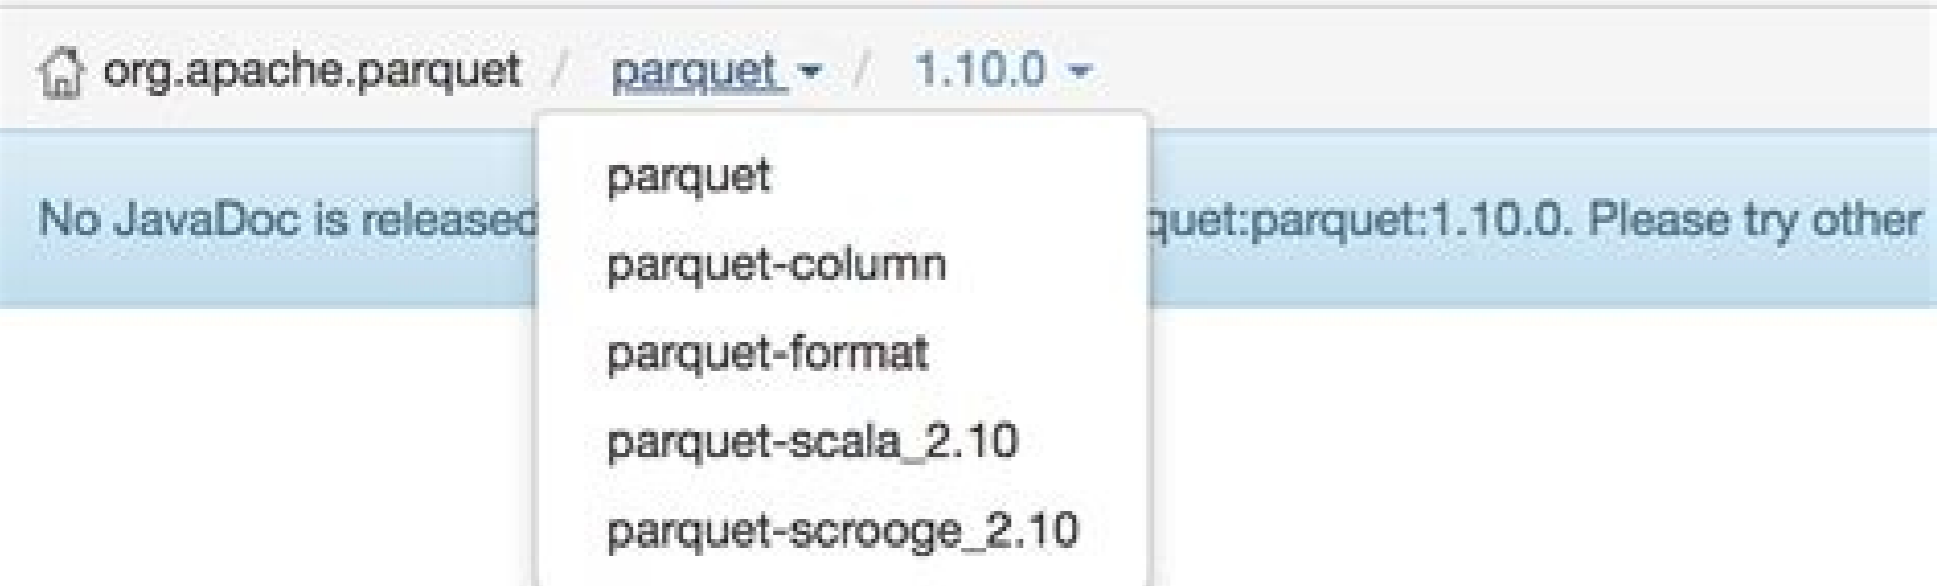 org.apache.parquet / parquet / 1.10.0
No JavaDoc is released quet:parquet:1.10.0. Please try other
parquet
parquet-column
parquet-format
parquet-scala_2.10
parquet-scrooge_2.10